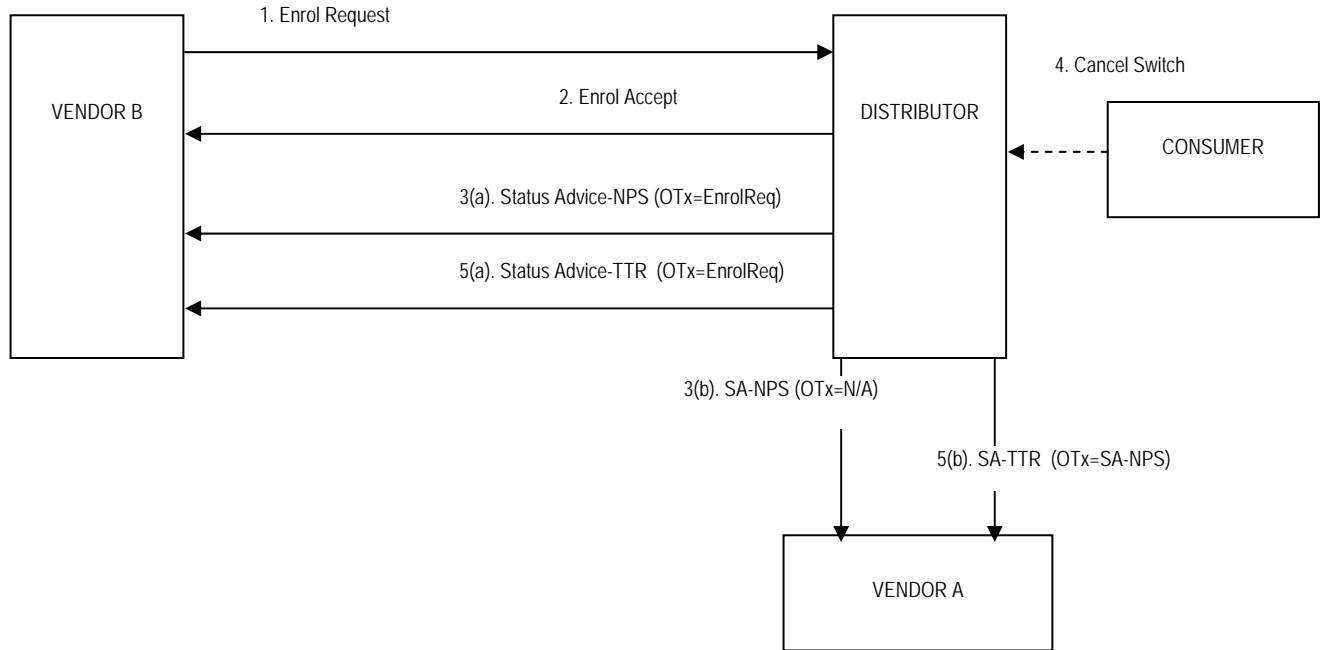 1. Enrol Request
4. Cancel Switch
VENDOR B
2. Enrol Accept
DISTRIBUTOR
CONSUMER
3(a). Status Advice-NPS (OTx=EnrolReq)
5(a). Status Advice-TTR (OTx=EnrolReq)
3(b). SA-NPS (OTx=N/A)
5(b). SA-TTR (OTx=SA-NPS)
VENDOR A